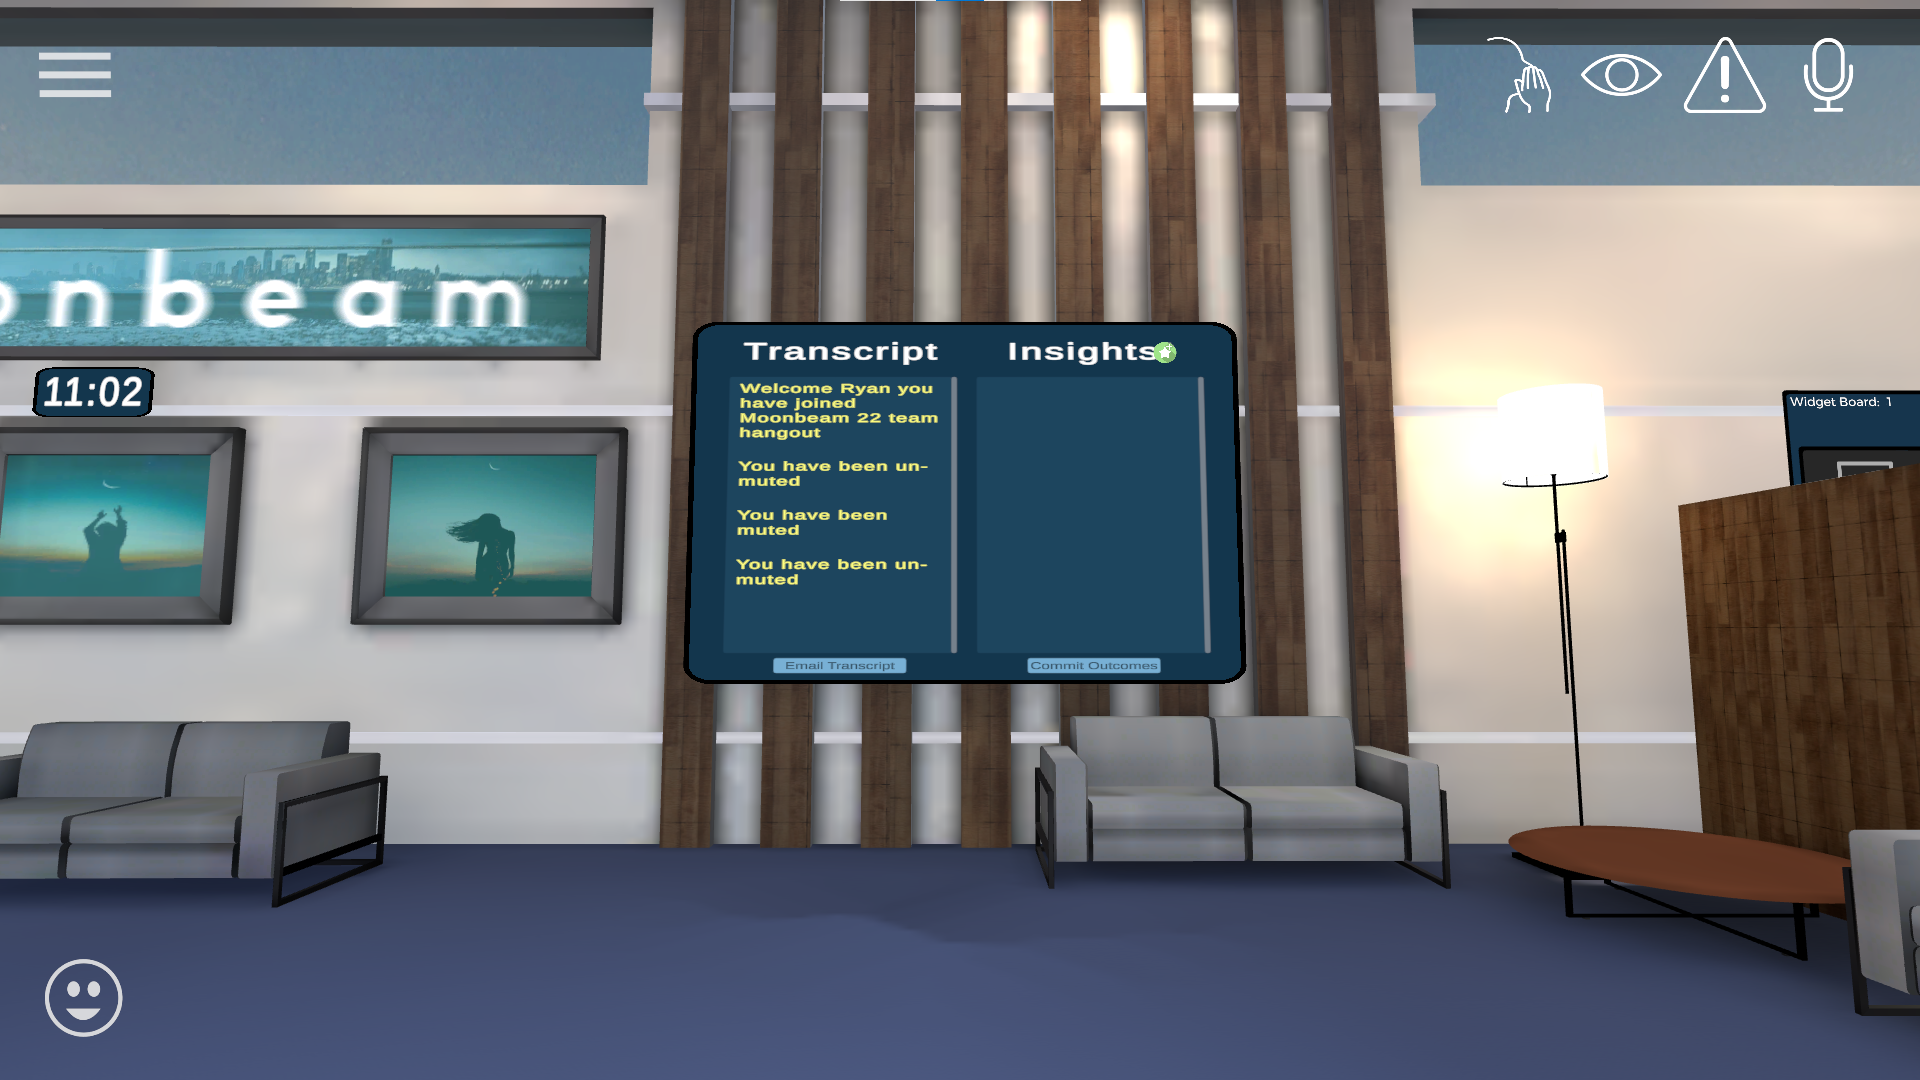 onbeam
11:02
Transcript
Insights
Welcome Ryan you
have joined
Moonbeam 22 team
hangout
You have been un-
muted
You have been
muted
You have been un-
muted
Email Transcript
Commit Outcomes
Widget Board: 1